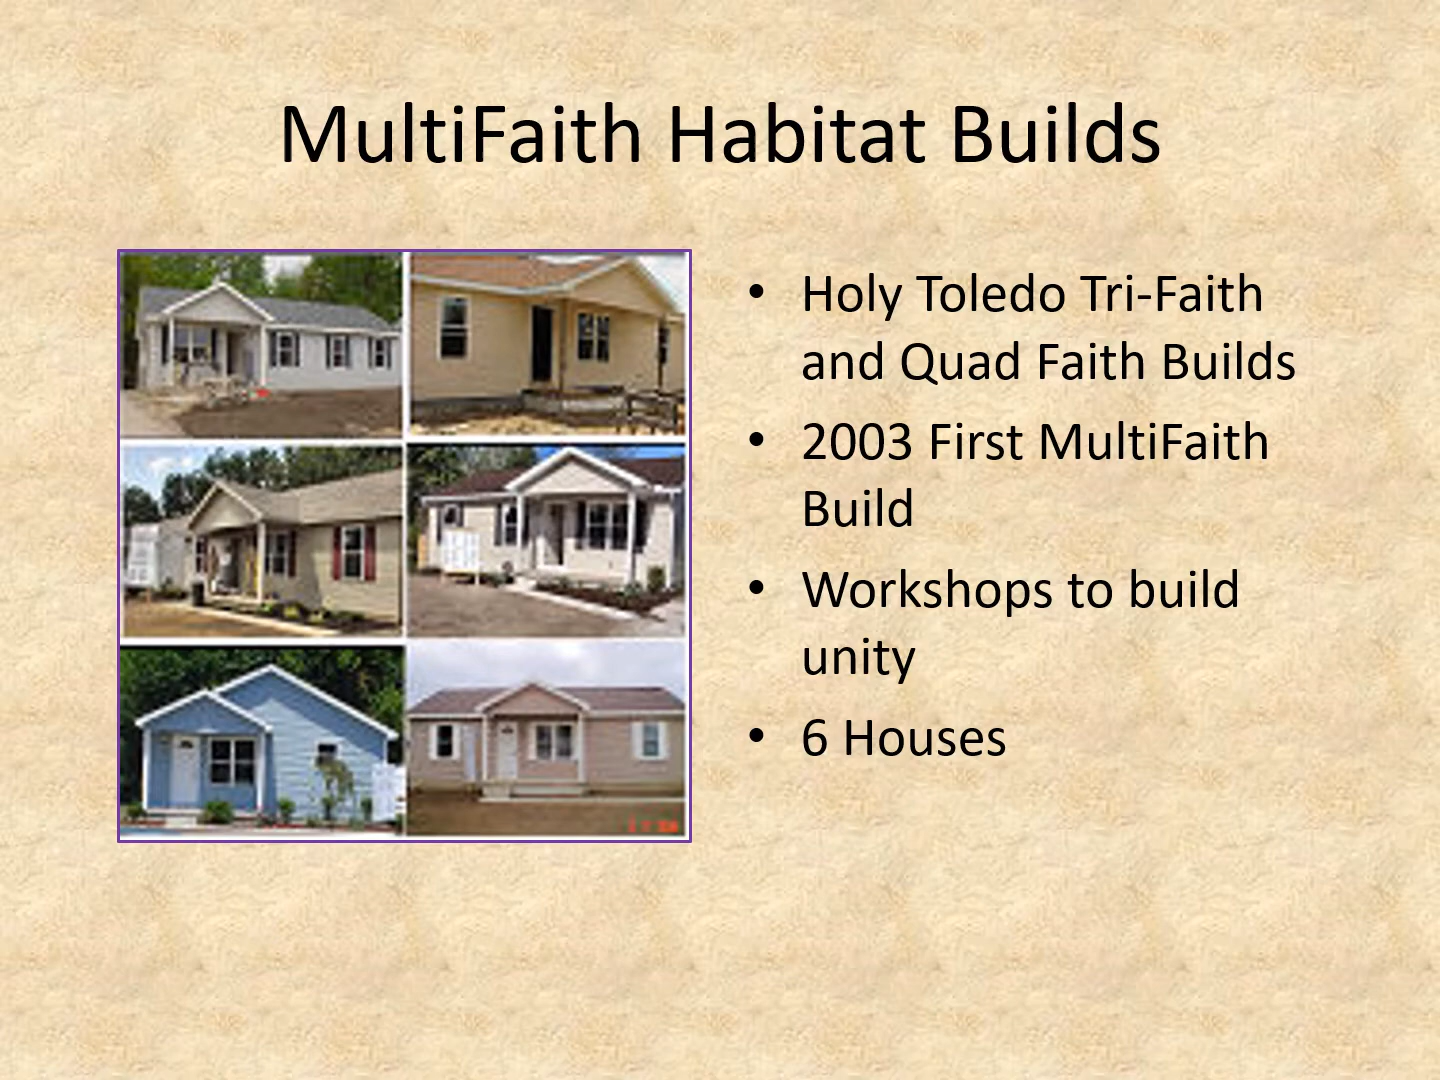 MultiFaith Habitat Builds
• Holy Toledo Tri-Faith
and Quad Faith Builds
• 2003 First MultiFaith
Build
• Workshops to build
unity
• 6 Houses